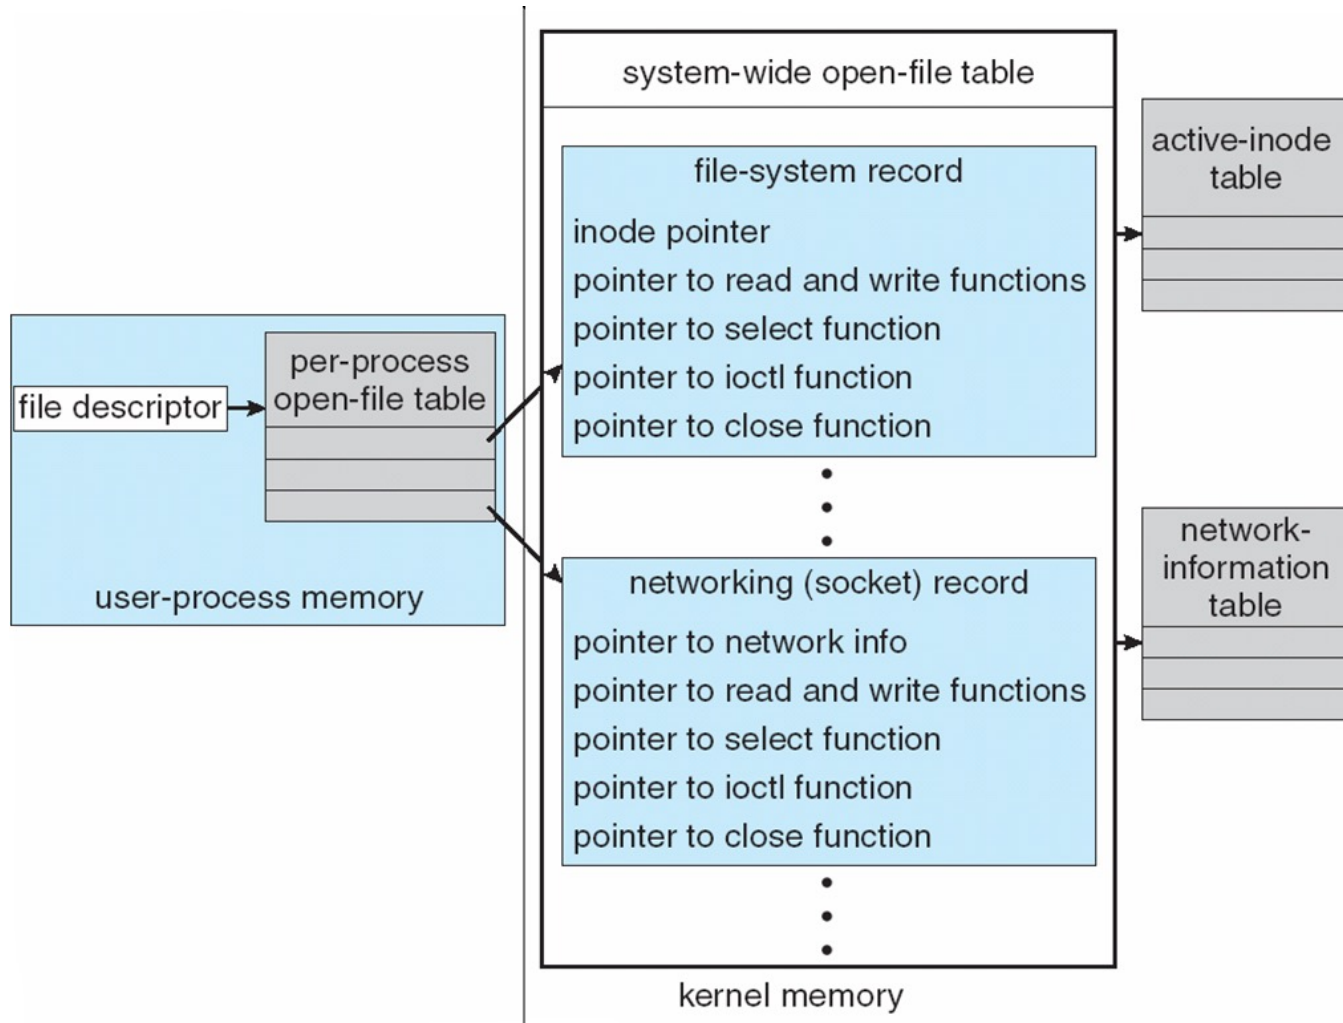 file descriptor
per-process
open-file table
user-process memory
system-wide open-file table
file-system record
inode pointer
pointer to read and write functions
pointer to select function
pointer to ioctl function
pointer to close function
networking (socket) record
pointer to network info
pointer to read and write functions
pointer to select function
pointer to ioctl function
pointer to close function
kernel memory
active-inode
table
network-
information
table